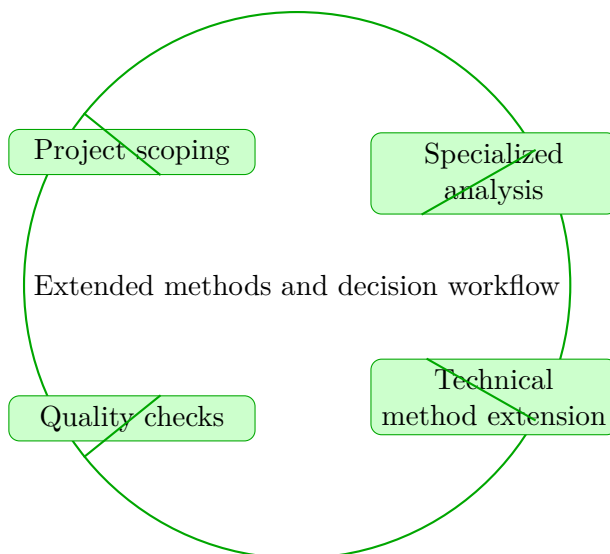 Project scoping
Specialized
analysis
Extended methods and decision workflow
Quality checks
Technical
method extension